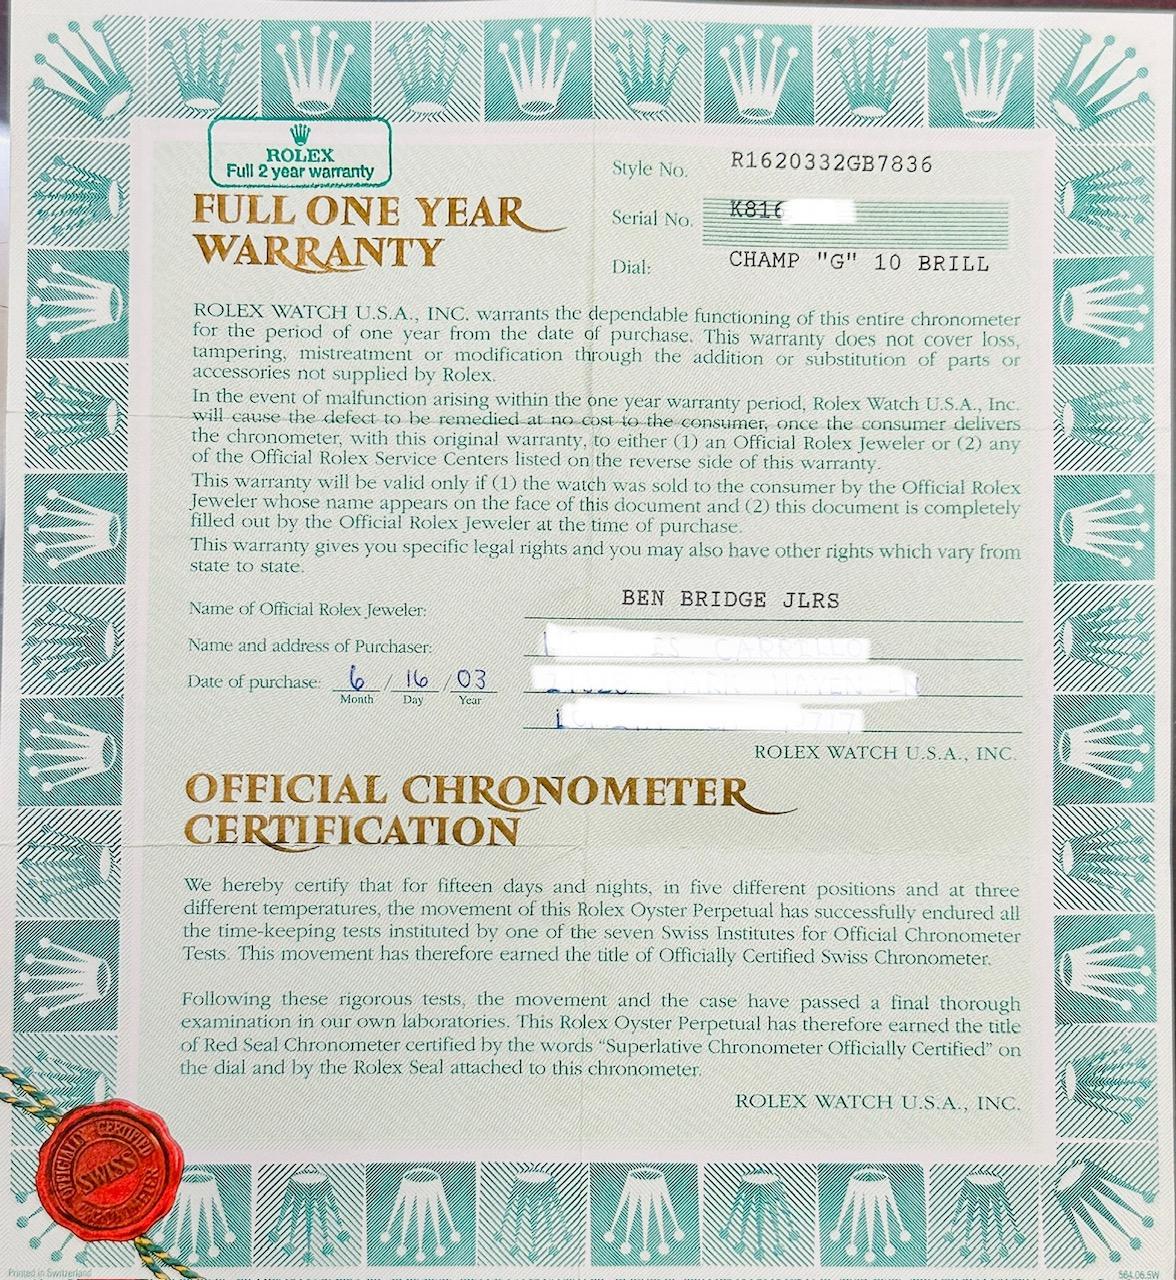 ROLEX
Full 2 year warranty
FULL ONE YEAR
WARRANTY
Style No. R1620332GB7836
Serial No. K816
Dial: CHAMP "G" 10 BRILL
ROLEX WATCH U.S.A., INC. warrants the dependable functioning of this entire chronometer
for the period of one year from the date of purchase. This warranty does not cover loss,
tampering, mistreatment or modification through the addition or substitution of parts or
accessories not supplied by Rolex.
In the event of malfunction arising within the one year warranty period, Rolex Watch U.S.A., Inc.
will cause the defect to be remedied at no cost to the consumer, once the consumer delivers
the chronometer, with this original warranty, to either (1) an Official Rolex Jeweler or (2) any
of the Official Rolex Service Centers listed on the reverse side of this warranty.
This warranty will be valid only if (1) the watch was sold to the consumer by the Official Rolex
Jeweler whose name appears on the face of this document and (2) this document is completely
filled out by the Official Rolex Jeweler at the time of purchase.
This warranty gives you specific legal rights and you may also have other rights which vary from
state to state.
Name of Official Rolex Jeweler: BEN BRIDGE JLRS
Name and address of Purchaser:
Date of purchase: 6 / 16 / 03
Month Day Year
ROLEX WATCH U.S.A., INC.
OFFICIAL CHRONOMETER
CERTIFICATION
We hereby certify that for fifteen days and nights, in five different positions and at three
different temperatures, the movement of this Rolex Oyster Perpetual has successfully endured all
the time-keeping tests instituted by one of the seven Swiss Institutes for Official Chronometer
Tests. This movement has therefore earned the title of Officially Certified Swiss Chronometer.
Following these rigorous tests, the movement and the case have passed a final thorough
examination in our own laboratories. This Rolex Oyster Perpetual has therefore earned the title
of Red Seal Chronometer certified by the words “Superlative Chronometer Officially Certified” on
the dial and by the Rolex Seal attached to this chronometer.
ROLEX WATCH U.S.A., INC.
OFFICIALLY CERTIFIED
SWISS
CHRONOMETER
Printed in Switzerland
564.06.5W